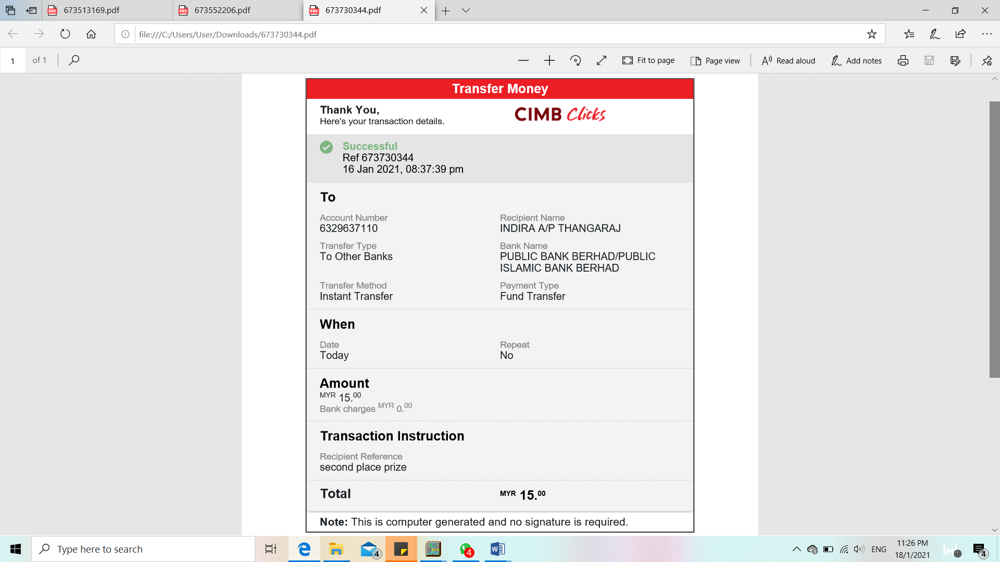 673513169.pdf
673552206.pdf
673730344.pdf
file:///C:/Users/User/Downloads/673730344.pdf
1 of 1
Fit to page
Page view
Read aloud
Add notes
Transfer Money
Thank You,
Here's your transaction details.
CIMB Clicks
Successful
Ref 673730344
16 Jan 2021, 08:37:39 pm
To
Account Number
6329637110
Recipient Name
INDIRA A/P THANGARAJ
Transfer Type
To Other Banks
Bank Name
PUBLIC BANK BERHAD/PUBLIC
ISLAMIC BANK BERHAD
Transfer Method
Instant Transfer
Payment Type
Fund Transfer
When
Date
Today
Repeat
No
Amount
MYR 15.00
Bank charges MYR 0.00
Transaction Instruction
Recipient Reference
second place prize
Total MYR 15.00
Note: This is computer generated and no signature is required.
Type here to search
4
4
ENG
11:26 PM
18/1/2021
1
4